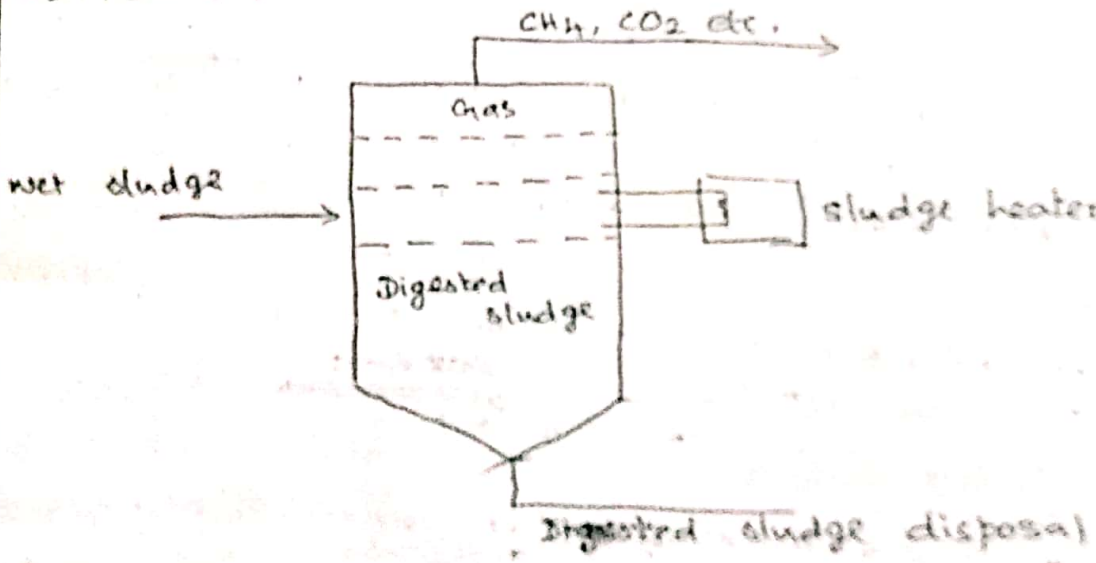 CH4, CO2 etc.
Gas
wet sludge
sludge heater
Digested
sludge
Digested sludge disposal